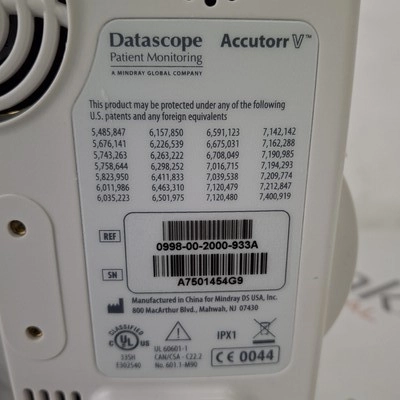 Datascope Accutorr V™
Patient Monitoring
A MINDRAY GLOBAL COMPANY
This product may be protected under any of the following
U.S. patents and any foreign equivalents
5,485,847 6,157,850 6,591,123 7,142,142
5,676,141 6,226,539 6,675,031 7,162,288
5,743,263 6,263,222 6,708,049 7,190,985
5,758,644 6,298,252 7,016,715 7,194,293
5,823,950 6,411,833 7,039,538 7,209,774
6,011,986 6,463,310 7,120,479 7,212,847
6,035,223 6,501,975 7,120,480 7,400,919
REF
0998-00-2000-933A
SN
A7501454G9
Manufactured in China for Mindray DS USA, Inc.
800 MacArthur Blvd., Mahwah, NJ 07430
CLASSIFIED
C UL US
UL 60601-1
CAN/CSA - C22.2
No. 601.1-M90
E302540
IPX1
CE 0044